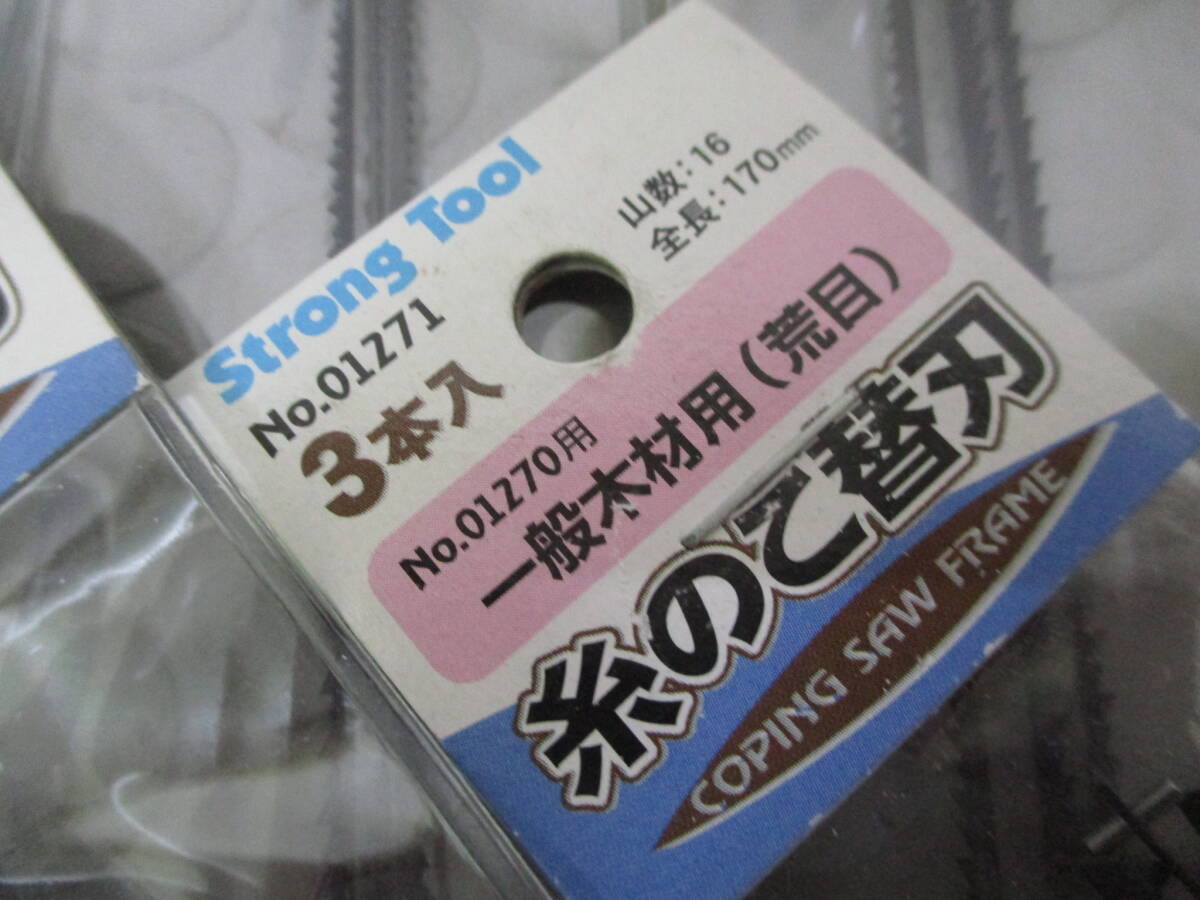 Strong Tool
No.01271
3本入
山数:16
全長:170mm
No.01270用
一般木材用(荒目)
糸のこ替刃
COPING SAW FRAME